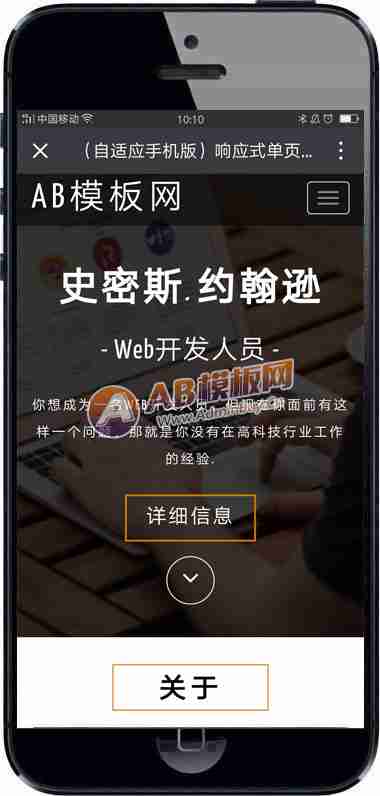 中国移动
10:10
（自适应手机版）响应式单页...
AB模板网
史密斯.约翰逊
- Web开发人员 -
AB模板网
你想成为一名WEB开发人员，但现在你面前有这
样一个问题，那就是你没有在高科技行业工作
的经验.
详细信息
关于